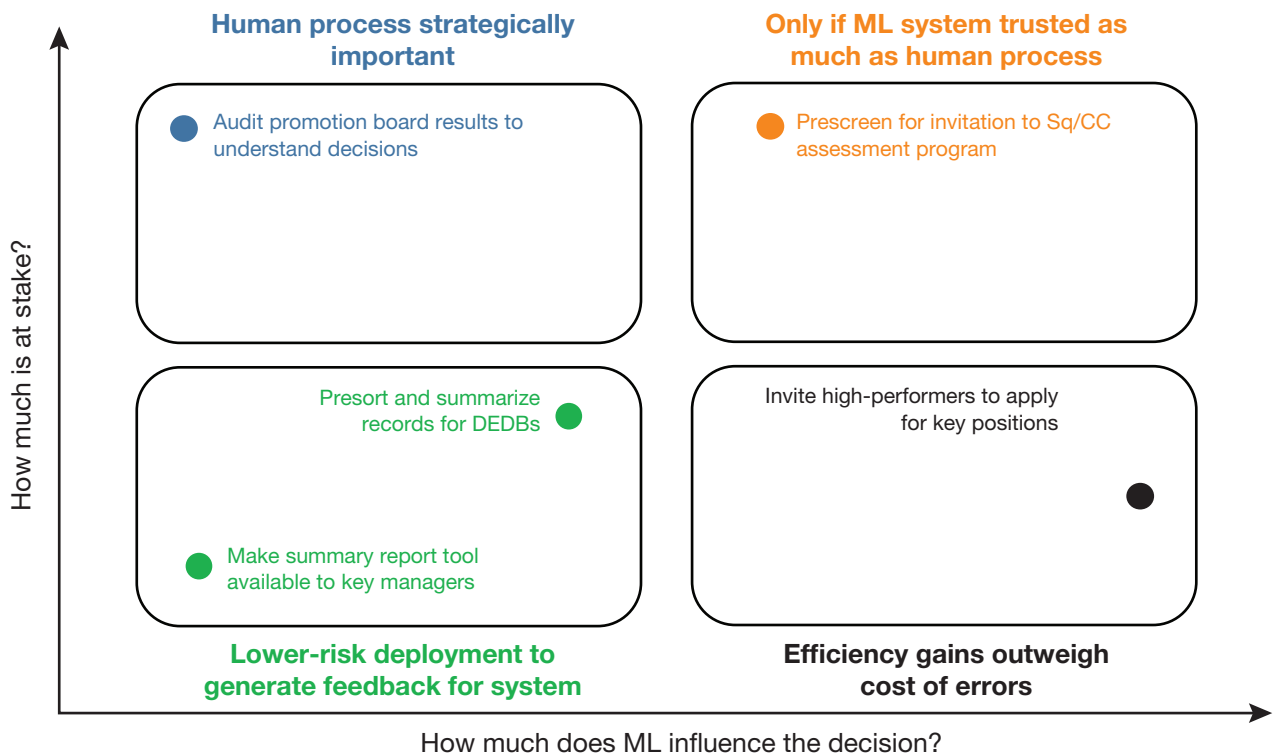 Human process strategically
important
Only if ML system trusted as
much as human process
How much is at stake?
Audit promotion board results to
understand decisions
Prescreen for invitation to Sq/CC
assessment program
Presort and summarize
records for DEDBs
Invite high-performers to apply
for key positions
Make summary report tool
available to key managers
Lower-risk deployment to
generate feedback for system
Efficiency gains outweigh
cost of errors
How much does ML influence the decision?